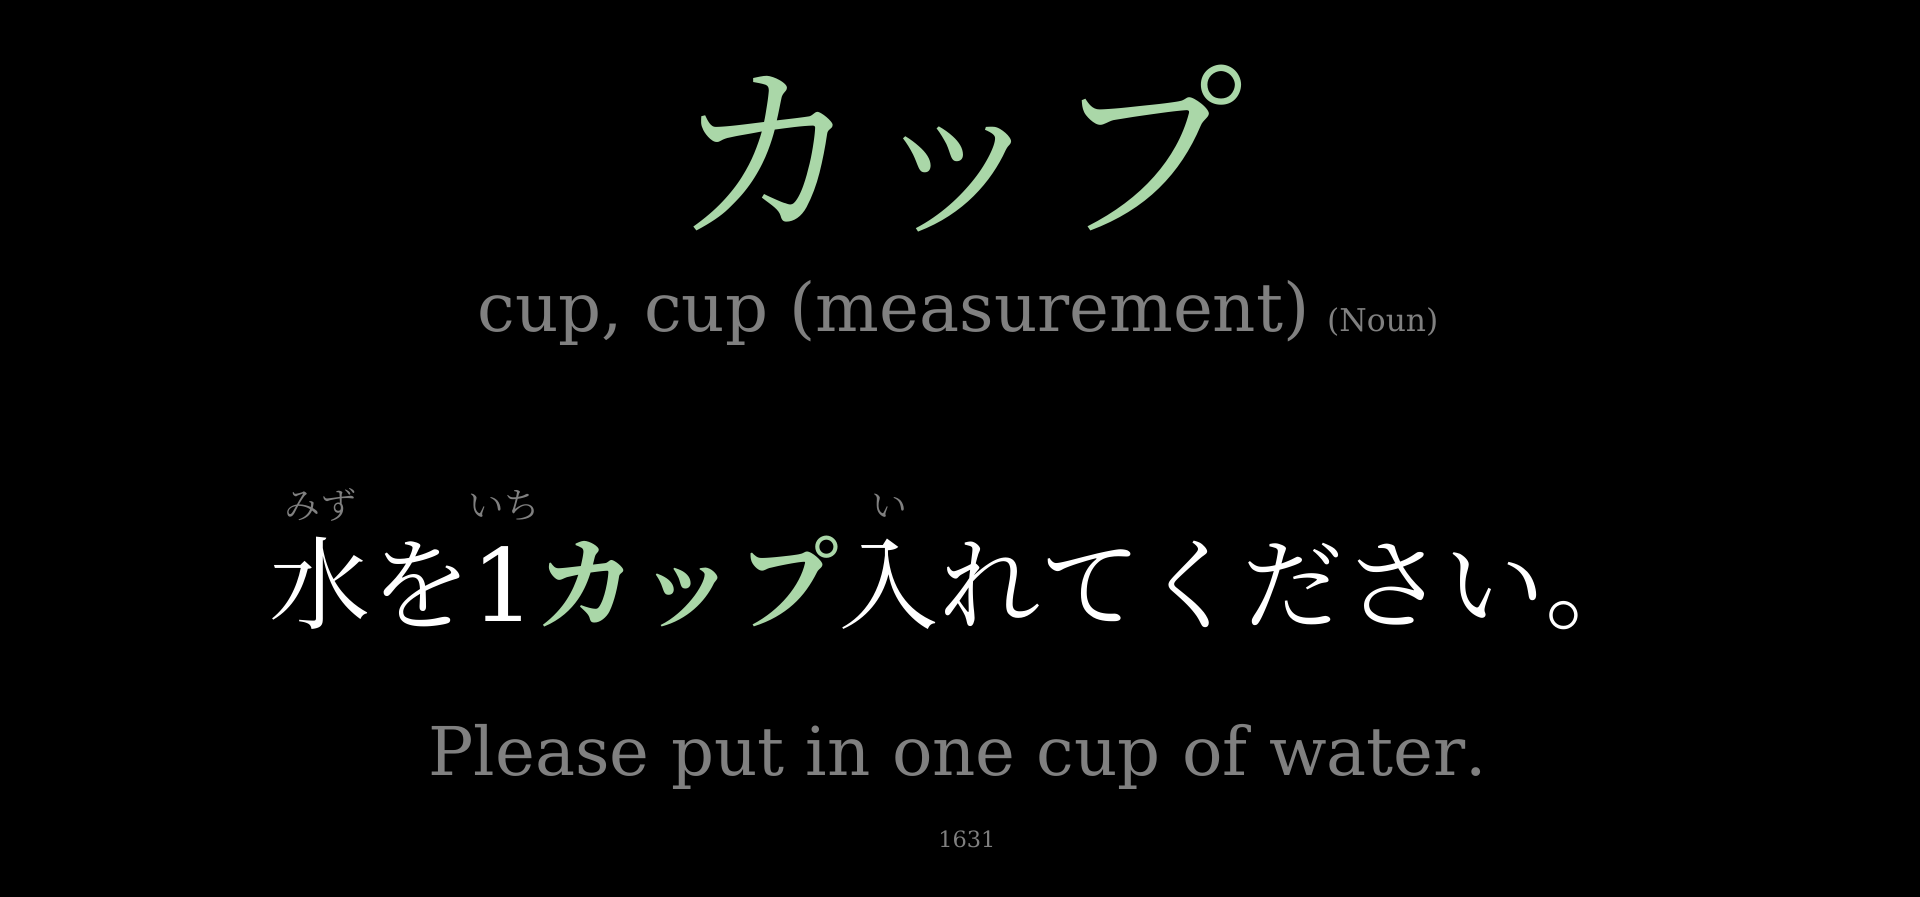 カップ
cup, cup (measurement) (Noun)
みず いち い
水を1カップ入れてください。
Please put in one cup of water.
1631